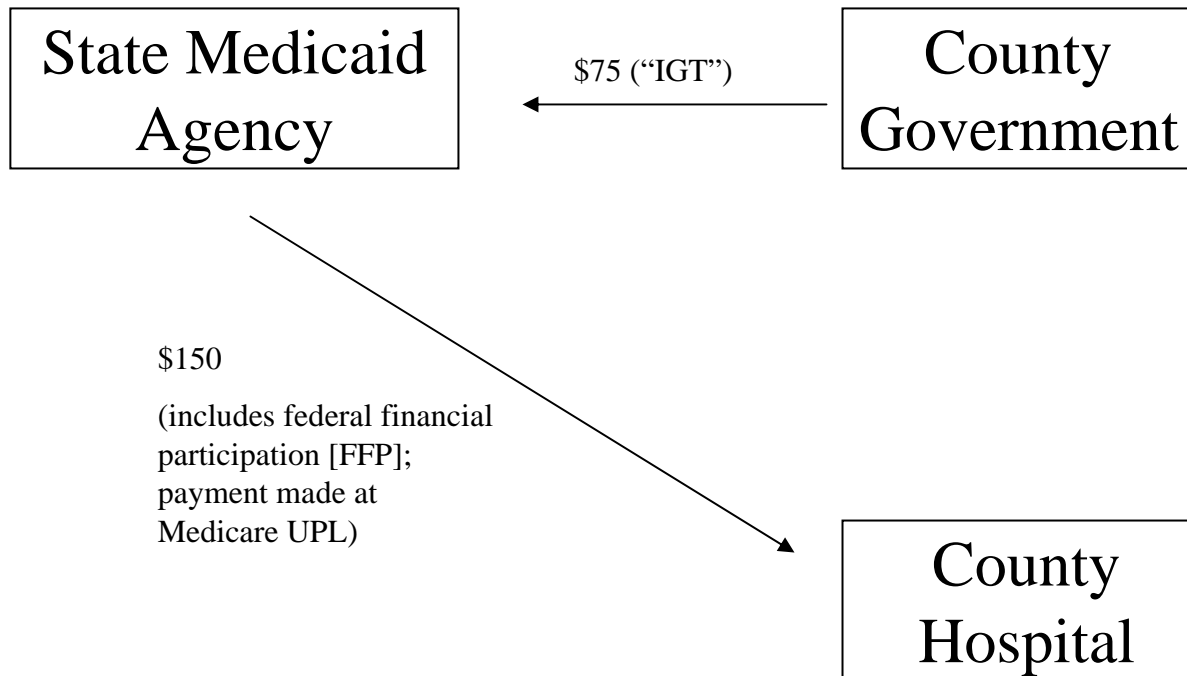 State Medicaid
Agency
$75 (“IGT”)
County
Government
$150
(includes federal financial
participation [FFP];
payment made at
Medicare UPL)
County
Hospital